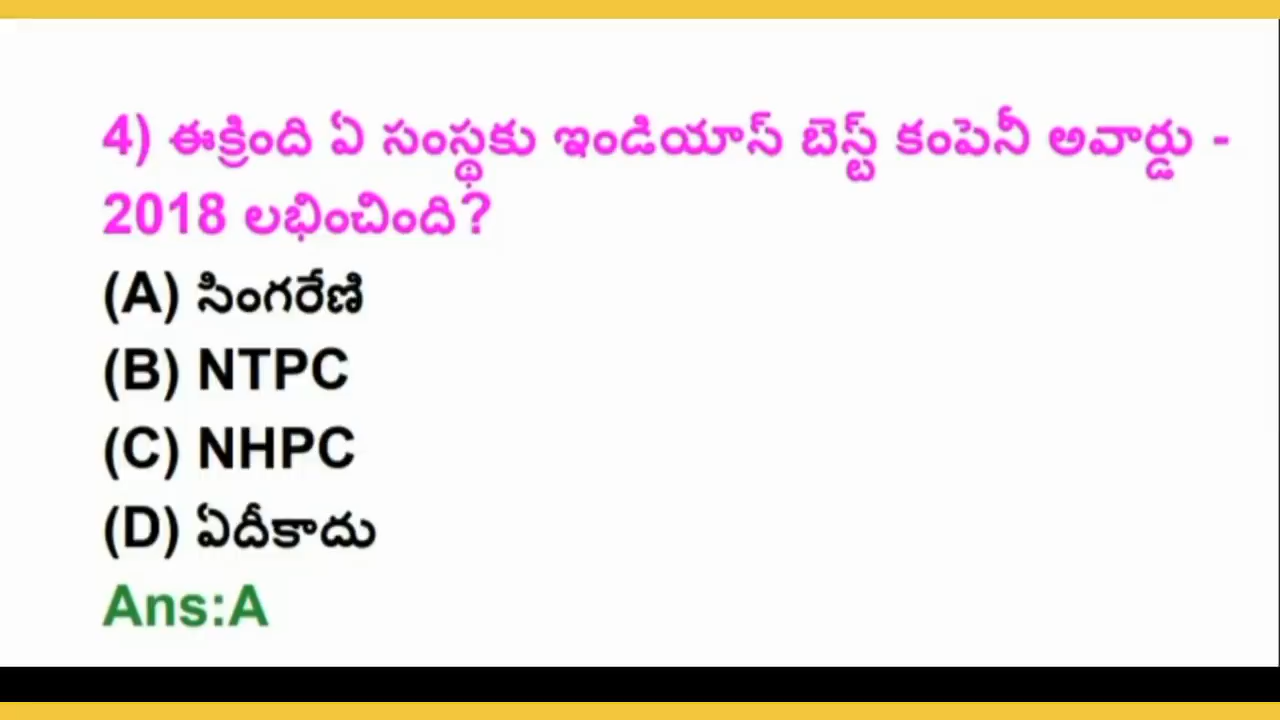 4) ఈక్రింది ఏ సంస్థకు ఇండియాస్ బెస్ట్ కంపెనీ అవార్డు -
2018 లభించింది?
(A) సింగరేణి
(B) NTPC
(C) NHPC
(D) ఏదీకాదు
Ans:A